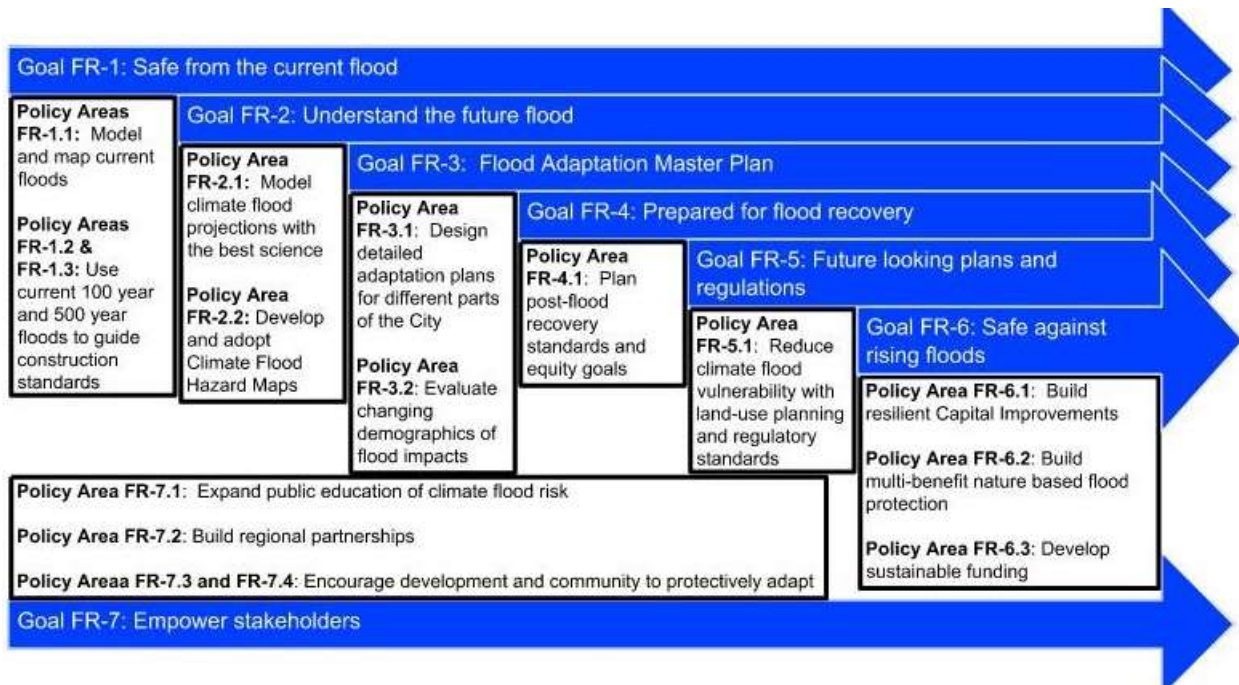 Goal FR-1: Safe from the current flood
Policy Areas
FR-1.1: Model
and map current
floods
Policy Areas
FR-1.2 &
FR-1.3: Use
current 100 year
and 500 year
floods to guide
construction
standards
Goal FR-2: Understand the future flood
Policy Area
FR-2.1: Model
climate flood
projections with
the best science
Policy Area
FR-2.2: Develop
and adopt
Climate Flood
Hazard Maps
Goal FR-3: Flood Adaptation Master Plan
Policy Area
FR-3.1: Design
detailed
adaptation plans
for different parts
of the City
Policy Area
FR-3.2: Evaluate
changing
demographics of
flood impacts
Goal FR-4: Prepared for flood recovery
Policy Area
FR-4.1: Plan
post-flood
recovery
standards and
equity goals
Goal FR-5: Future looking plans and
regulations
Policy Area
FR-5.1: Reduce
climate flood
vulnerability with
land-use planning
and regulatory
standards
Goal FR-6: Safe against
rising floods
Policy Area FR-6.1: Build
resilient Capital Improvements
Policy Area FR-6.2: Build
multi-benefit nature based flood
protection
Policy Area FR-6.3: Develop
sustainable funding
Policy Area FR-7.1: Expand public education of climate flood risk
Policy Area FR-7.2: Build regional partnerships
Policy Areaa FR-7.3 and FR-7.4: Encourage development and community to protectively adapt
Goal FR-7: Empower stakeholders